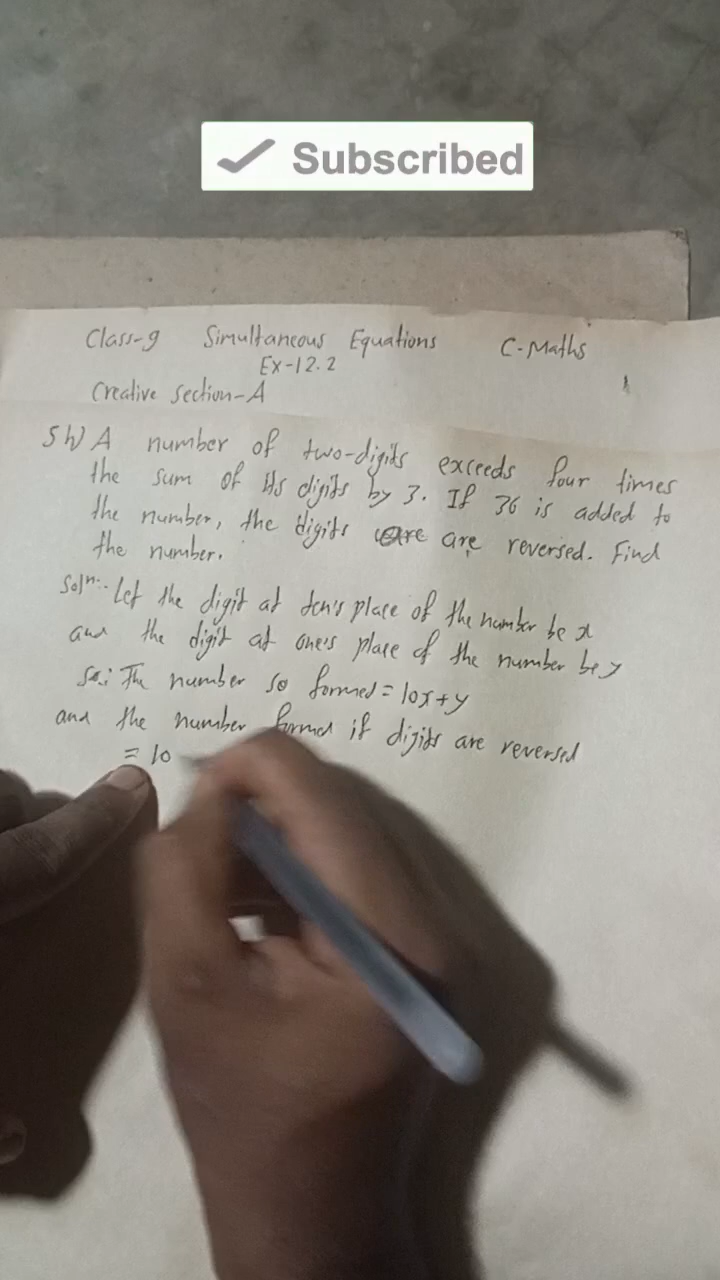 ✓ Subscribed
Class-9 Simultaneous Equations C-Maths
Ex-12.2
Creative section-A
5 h) A number of two-digits exceeds four times
the sum of its digits by 3. If 36 is added to
the number, the digits are are reversed. Find
the number.
Solⁿ:- Let the digit at ten's place of the number be x
and the digit at one's place of the number be y
So: The number so formed = 10x+y
and the number formed if digits are reversed
= 10